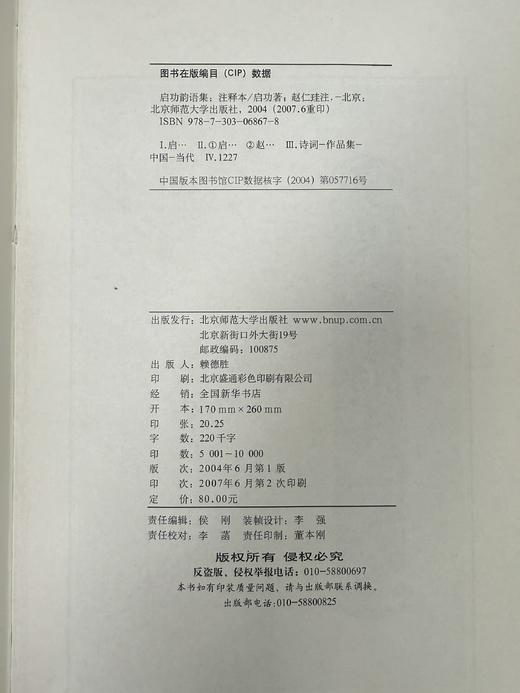 图书在版编目（CIP）数据
启功韵语集：注释本/启功著；赵仁珪注．—北京：
北京师范大学出版社，2004（2007.6重印）
ISBN 978-7-303-06867-8
Ⅰ.启… Ⅱ.①启… ②赵… Ⅲ.诗词-作品集-
中国-当代 Ⅳ.I227
中国版本图书馆CIP数据核字（2004）第057716号
出版发行：北京师范大学出版社 www.bnup.com.cn
北京新街口外大街19号
邮政编码：100875
出 版 人：赖德胜
印 刷：北京盛通彩色印刷有限公司
经 销：全国新华书店
开 本：170 mm×260 mm
印 张：20.25
字 数：220千字
印 数：5 001~10 000
版 次：2004年6月第1版
印 次：2007年6月第2次印刷
定 价：80.00元
责任编辑：侯 刚 装帧设计：李 强
责任校对：李 菡 责任印制：董本刚
版权所有 侵权必究
反盗版、侵权举报电话：010-58800697
本书如有印装质量问题，请与出版部联系调换。
出版部电话：010-58800825